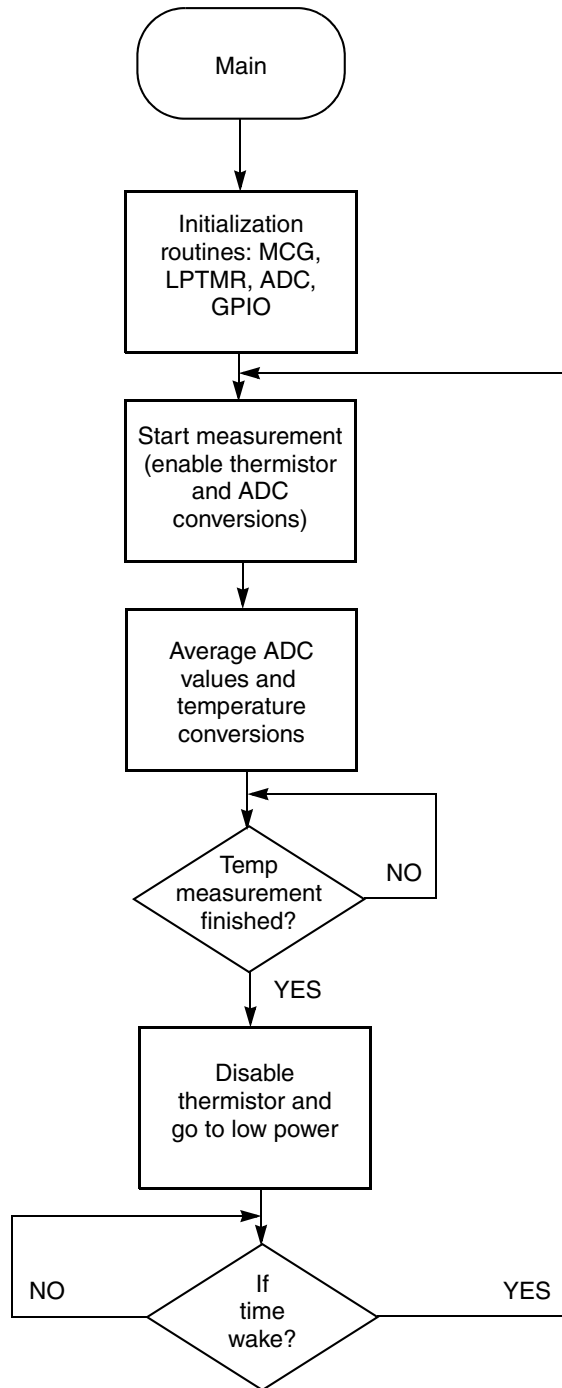 Main
Initialization
routines: MCG,
LPTMR, ADC,
GPIO
Start measurement
(enable thermistor
and ADC
conversions)
Average ADC
values and
temperature
conversions
Temp
measurement
finished?
NO
YES
Disable
thermistor and
go to low power
NO
If
time
wake?
YES